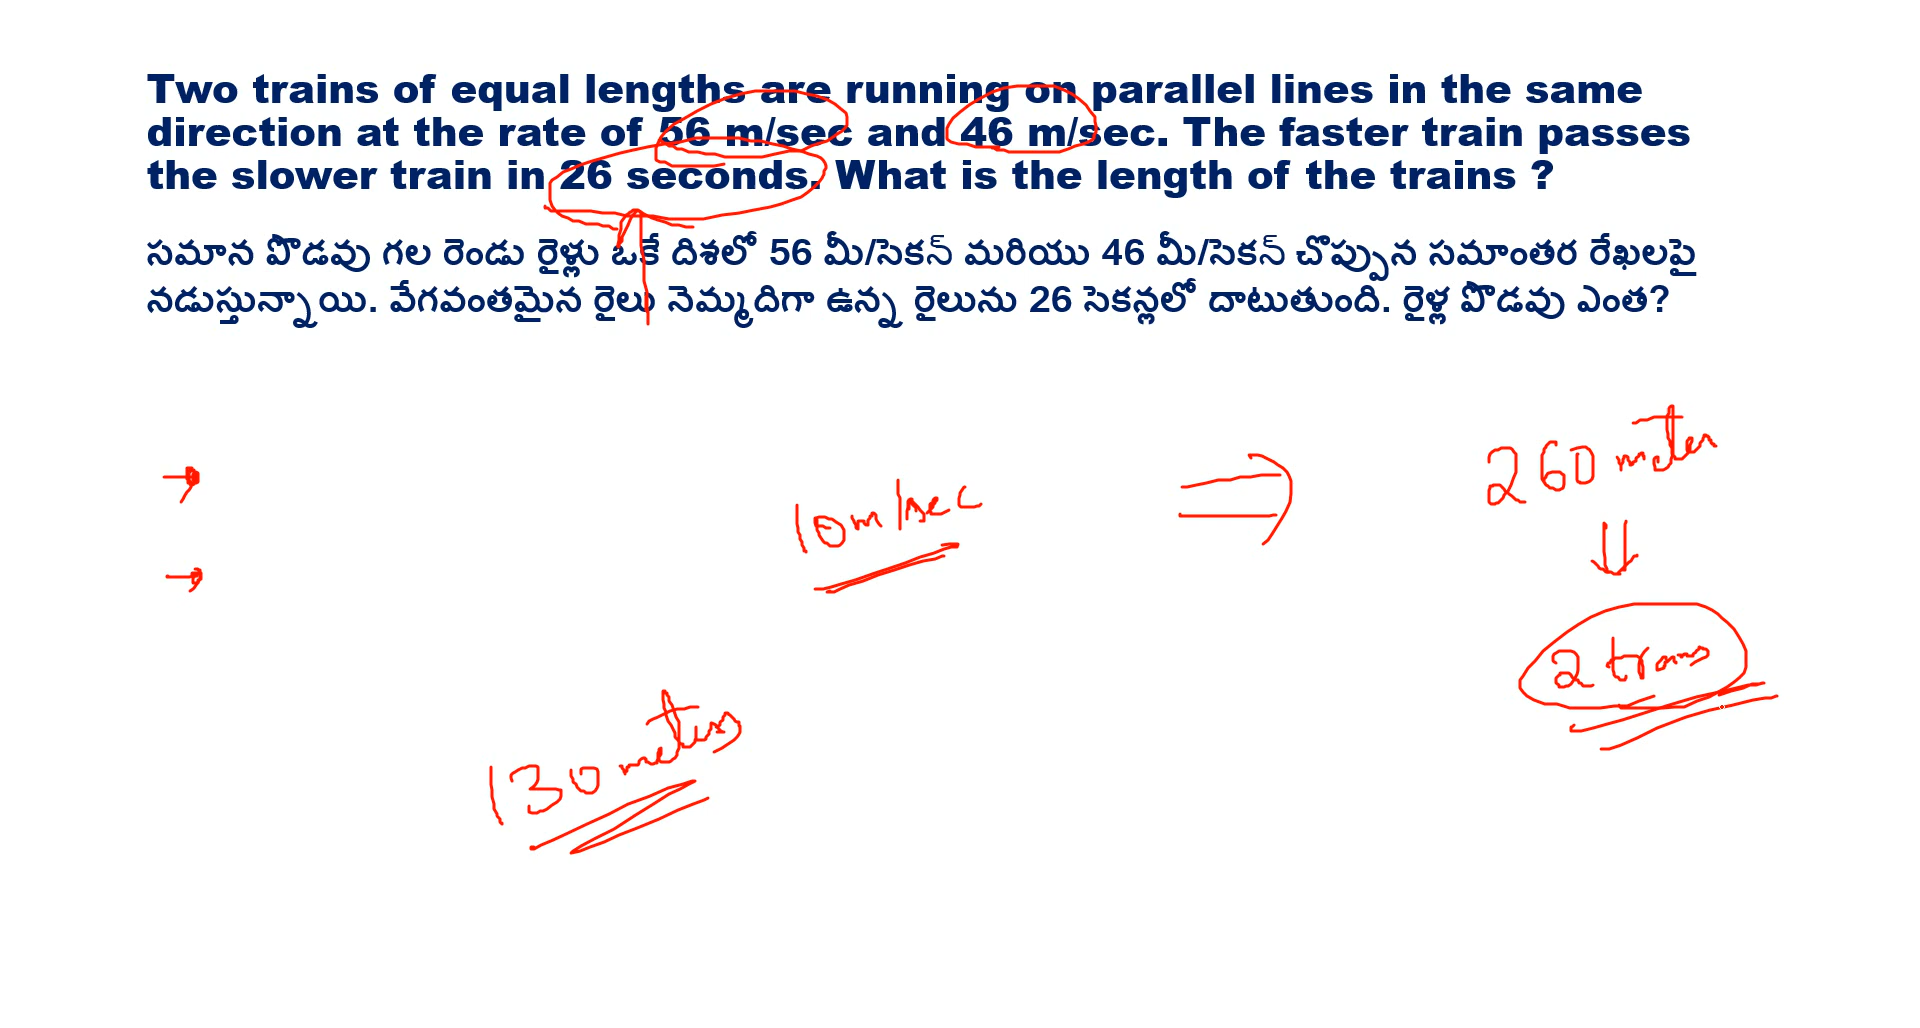 Two trains of equal lengths are running on parallel lines in the same
direction at the rate of 56 m/sec and 46 m/sec. The faster train passes
the slower train in 26 seconds. What is the length of the trains ?
సమాన పొడవు గల రెండు రైళ్లు ఒకే దిశలో 56 మీ/సెకన్ మరియు 46 మీ/సెకన్ చొప్పున సమాంతర రేఖలపై
నడుస్తున్నాయి. వేగవంతమైన రైలు నెమ్మదిగా ఉన్న రైలును 26 సెకన్లలో దాటుతుంది. రైళ్ల పొడవు ఎంత?
260 meter
10m/sec
2 trans
130 meters